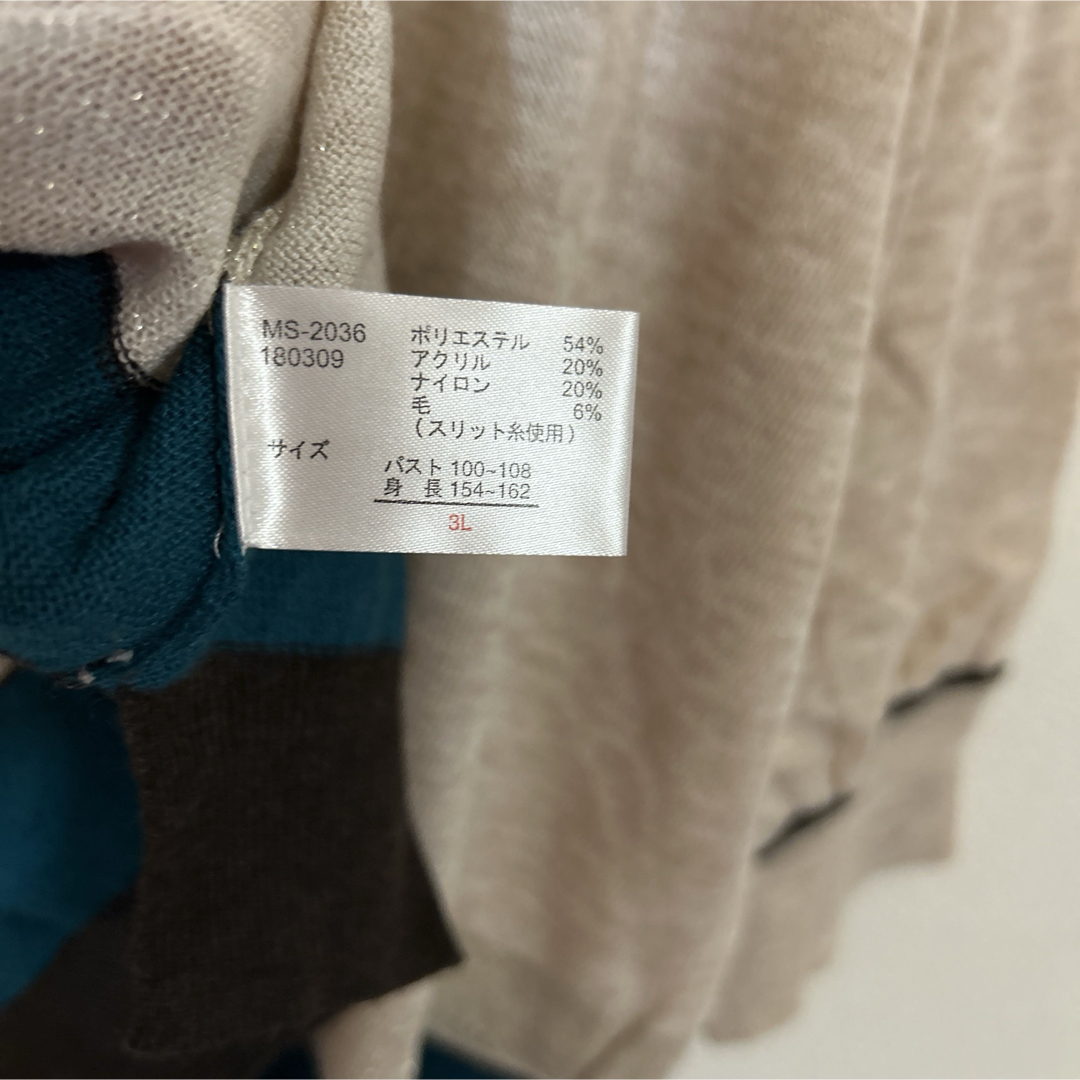 MS-2036
180309
ポリエステル 54%
アクリル 20%
ナイロン 20%
毛 6%
（スリット糸使用）
サイズ
バスト 100~108
身 長 154~162
3L